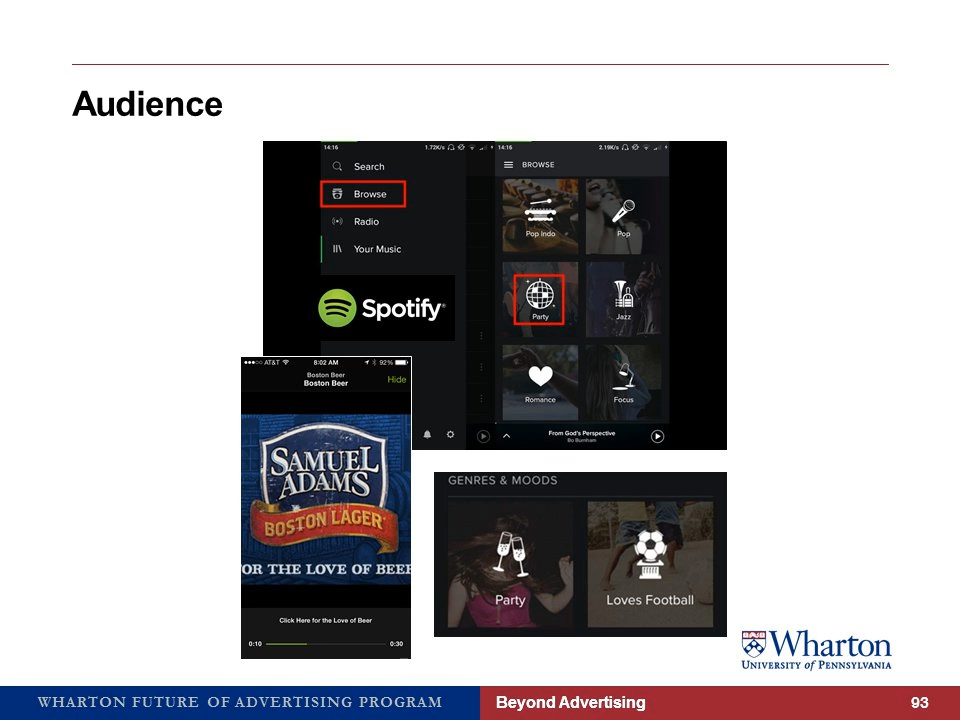 Audience
14:16
1.72K/s
Search
Browse
Radio
Your Music
Spotify
14:16
2.19K/s
BROWSE
Pop Indo
Pop
Party
Jazz
Romance
Focus
From God's Perspective
Bo Burnham
AT&T
8:02 AM
92%
Boston Beer
Boston Beer
Hide
SAMUEL
ADAMS
BOSTON LAGER
OR THE LOVE OF BEE
Click Here for the Love of Beer
0:10
0:30
GENRES & MOODS
Party
Loves Football
Wharton
UNIVERSITY of PENNSYLVANIA
WHARTON FUTURE OF ADVERTISING PROGRAM
Beyond Advertising
93